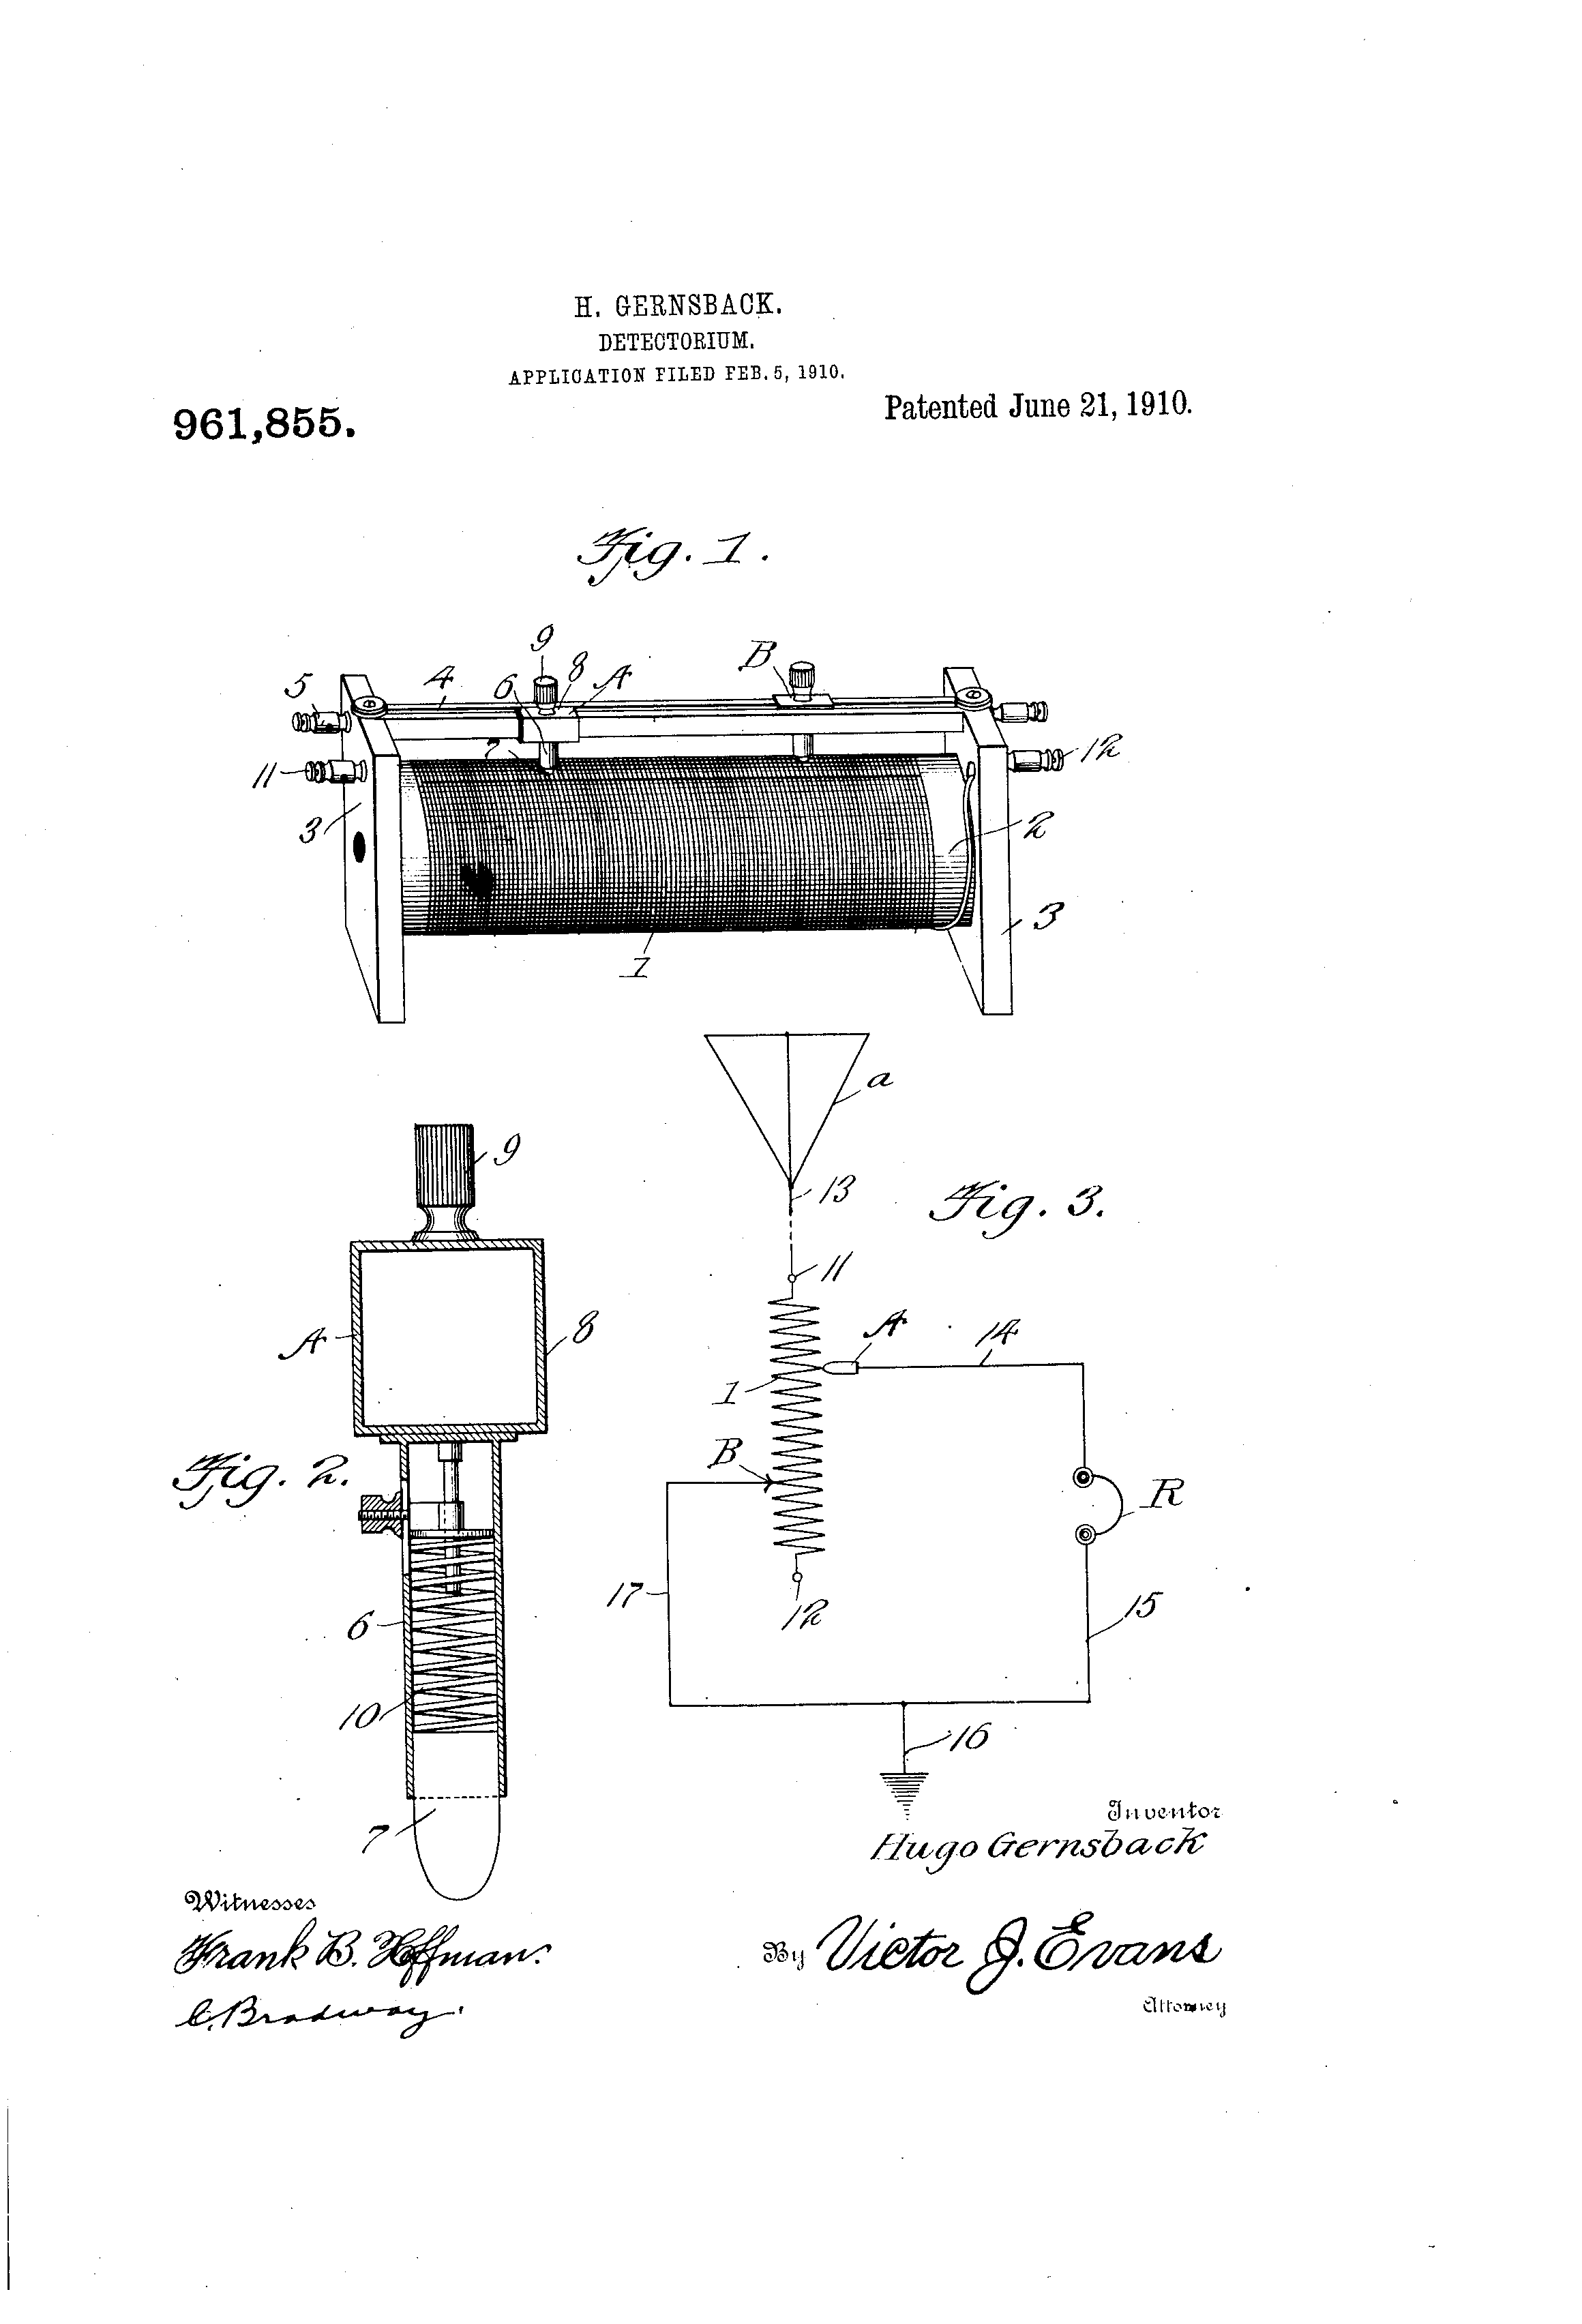 H. GERNSBACK.
DETECTORIUM.
APPLICATION FILED FEB. 5, 1910.
961,855.
Patented June 21, 1910.
Fig. 1.
9
B
5
4
6
8
A
7
11
12
3
2
3
1
a
9
13
Fig. 3.
11
A
8
A
14
1
Fig. 2.
B
R
17
12
15
6
10
16
7
Inventor
Hugo Gernsback
Witnesses
Frank B. Hoffman.
C. Bradway.
By Victor J. Evans
Attorney